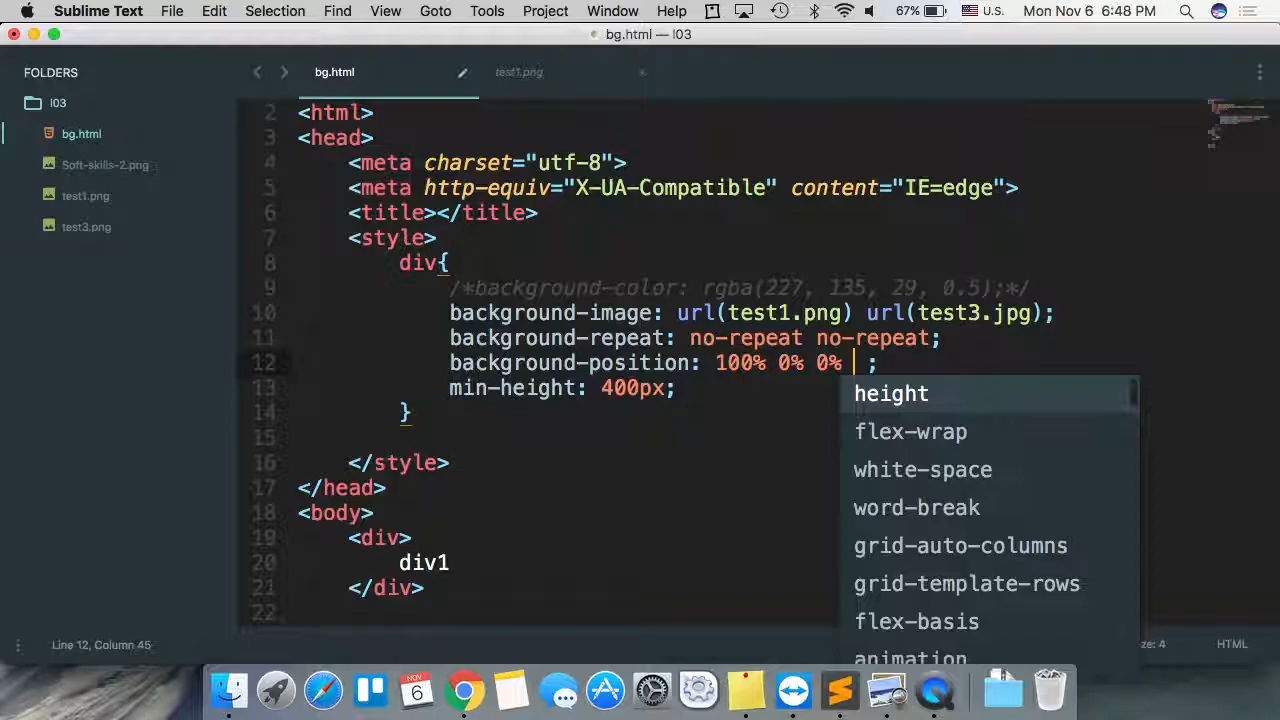 Sublime Text File Edit Selection Find View Goto Tools Project Window Help 67% U.S. Mon Nov 6 6:48 PM
bg.html — l03
FOLDERS
l03
bg.html
Soft-skills-2.png
test1.png
test3.png
bg.html test1.png
2 <html>
3 <head>
4 <meta charset="utf-8">
5 <meta http-equiv="X-UA-Compatible" content="IE=edge">
6 <title></title>
7 <style>
8 div{
9 /*background-color: rgba(227, 135, 29, 0.5);*/
10 background-image: url(test1.png) url(test3.jpg);
11 background-repeat: no-repeat no-repeat;
12 background-position: 100% 0% 0% ;
13 min-height: 400px;
14 }
15
16 </style>
17 </head>
18 <body>
19 <div>
20 div1
21 </div>
22
height
flex-wrap
white-space
word-break
grid-auto-columns
grid-template-rows
flex-basis
animation
Line 12, Column 45
ze: 4 HTML
NOV
6